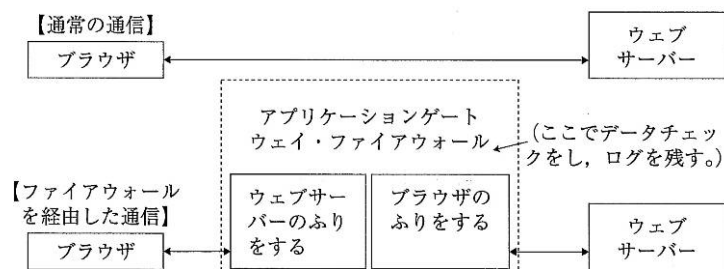 【通常の通信】
ブラウザ
ウェブ
サーバー
アプリケーションゲート
ウェイ・ファイアウォール
(ここでデータチェッ
クをし，ログを残す。)
【ファイアウォール
を経由した通信】
ブラウザ
ウェブサー
バーのふり
をする
ブラウザの
ふりをする
ウェブ
サーバー